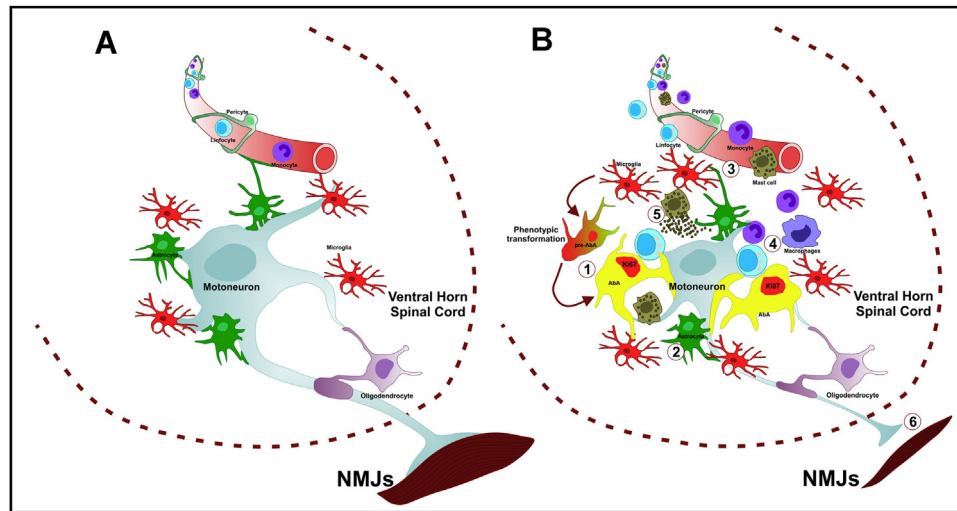 A
Pericyte
Linfocyte
Monocyte
Astrocyte
Microglia
Motoneuron
Ventral Horn
Spinal Cord
Oligodendrocyte
NMJs
B
Linfocyte
Monocyte
3
Mast cell
Microglia
Phenotypic
transformation
pre-AbA
5
4
Macrophages
1
Ki67
AbA
Motoneuron
Ki67
AbA
Ventral Horn
Spinal Cord
2
Astrocyte
Oligodendrocyte
6
NMJs